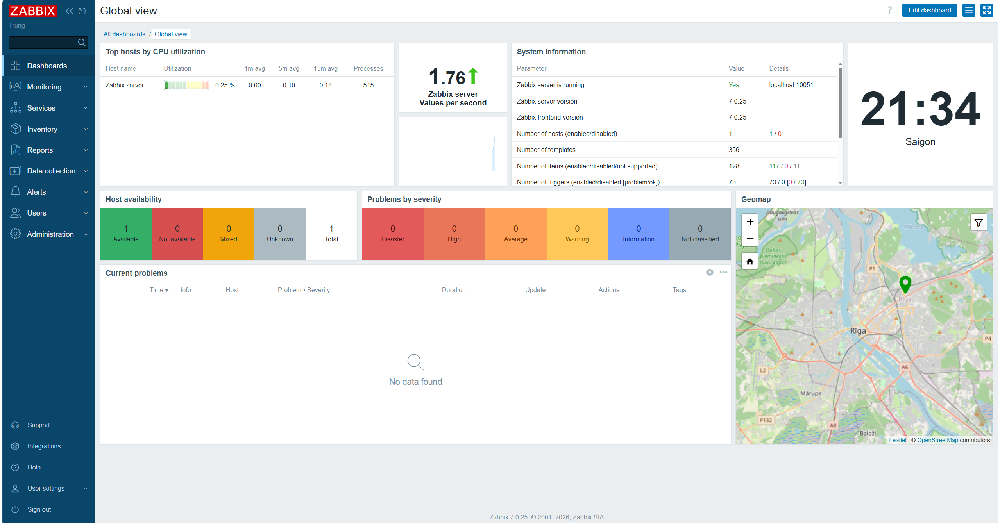 ZABBIX
Trung
Dashboards
Monitoring
Services
Inventory
Reports
Data collection
Alerts
Users
Administration
Support
Integrations
Help
User settings
Sign out
Global view
? Edit dashboard
All dashboards / Global view
Top hosts by CPU utilization
Host name Utilization 1m avg 5m avg 15m avg Processes
Zabbix server 0.25 % 0.00 0.10 0.18 515
1.76
Zabbix server
Values per second
System information
Parameter Value Details
Zabbix server is running Yes localhost:10051
Zabbix server version 7.0.25
Zabbix frontend version 7.0.25
Number of hosts (enabled/disabled) 1 1 / 0
Number of templates 356
Number of items (enabled/disabled/not supported) 128 117 / 0 / 11
Number of triggers (enabled/disabled [problem/ok]) 73 73 / 0 [0 / 73]
21:34
Saigon
Host availability
1 Available
0 Not available
0 Mixed
0 Unknown
1 Total
Problems by severity
0 Disaster
0 High
0 Average
0 Warning
0 Information
0 Not classified
Geomap
+
−
Daugavgrīvas
sala
Ķīšezers
Dabas
piemineklis
"Buļļu kāpas"
P1
Rīga
Rīga
P4
A6
L2
Mārupe
P132
A8
Baloži
Leaflet | © OpenStreetMap contributors
Current problems
Time Info Host Problem • Severity Duration Update Actions Tags
No data found
Zabbix 7.0.25. © 2001–2026, Zabbix SIA